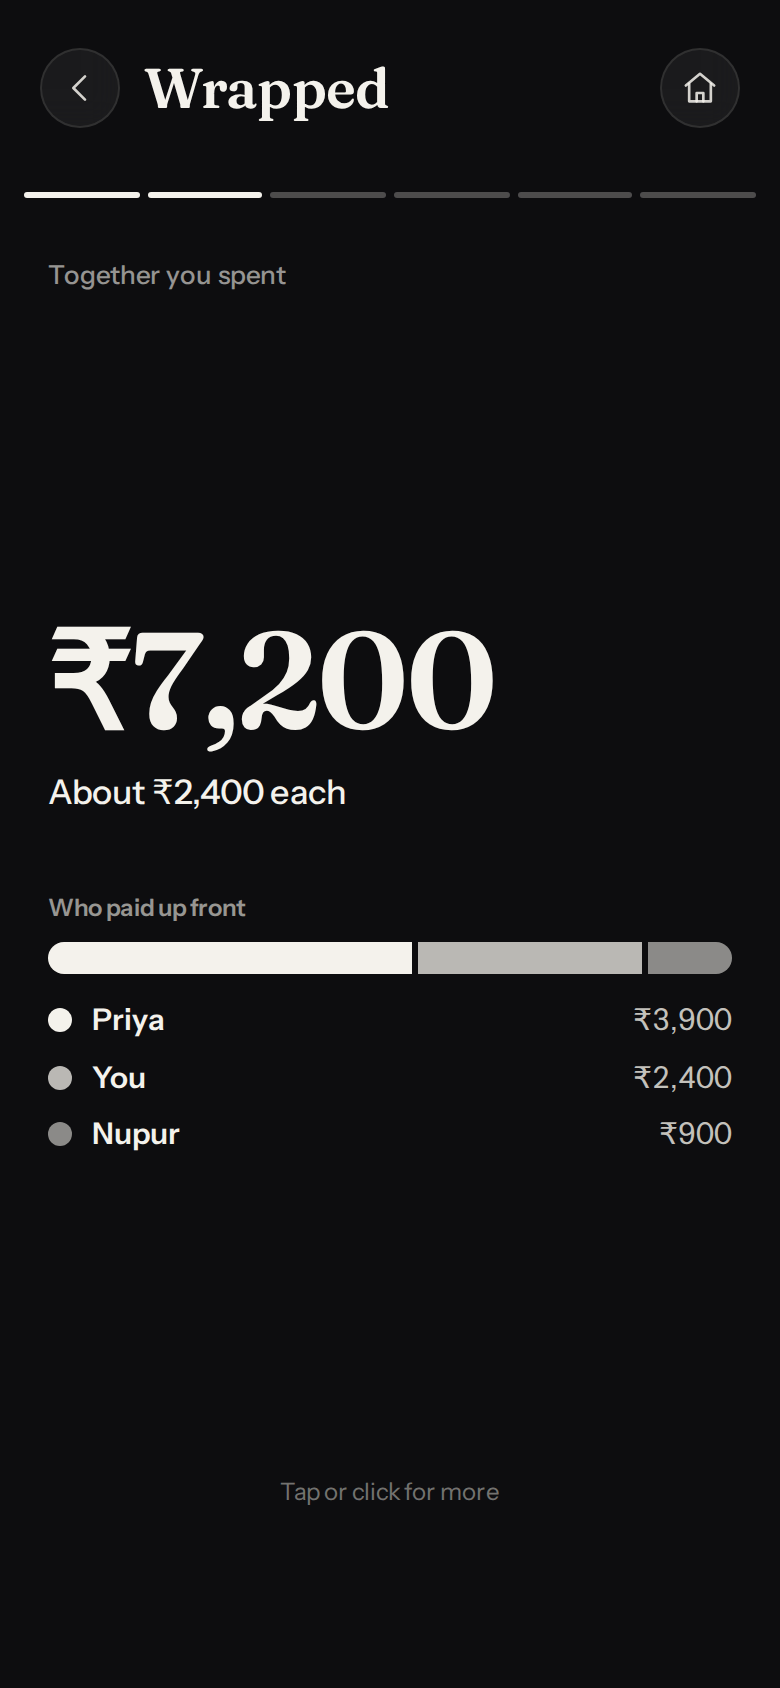 Wrapped
Together you spent
₹7,200
About ₹2,400 each
Who paid up front
Priya ₹3,900
You ₹2,400
Nupur ₹900
Tap or click for more